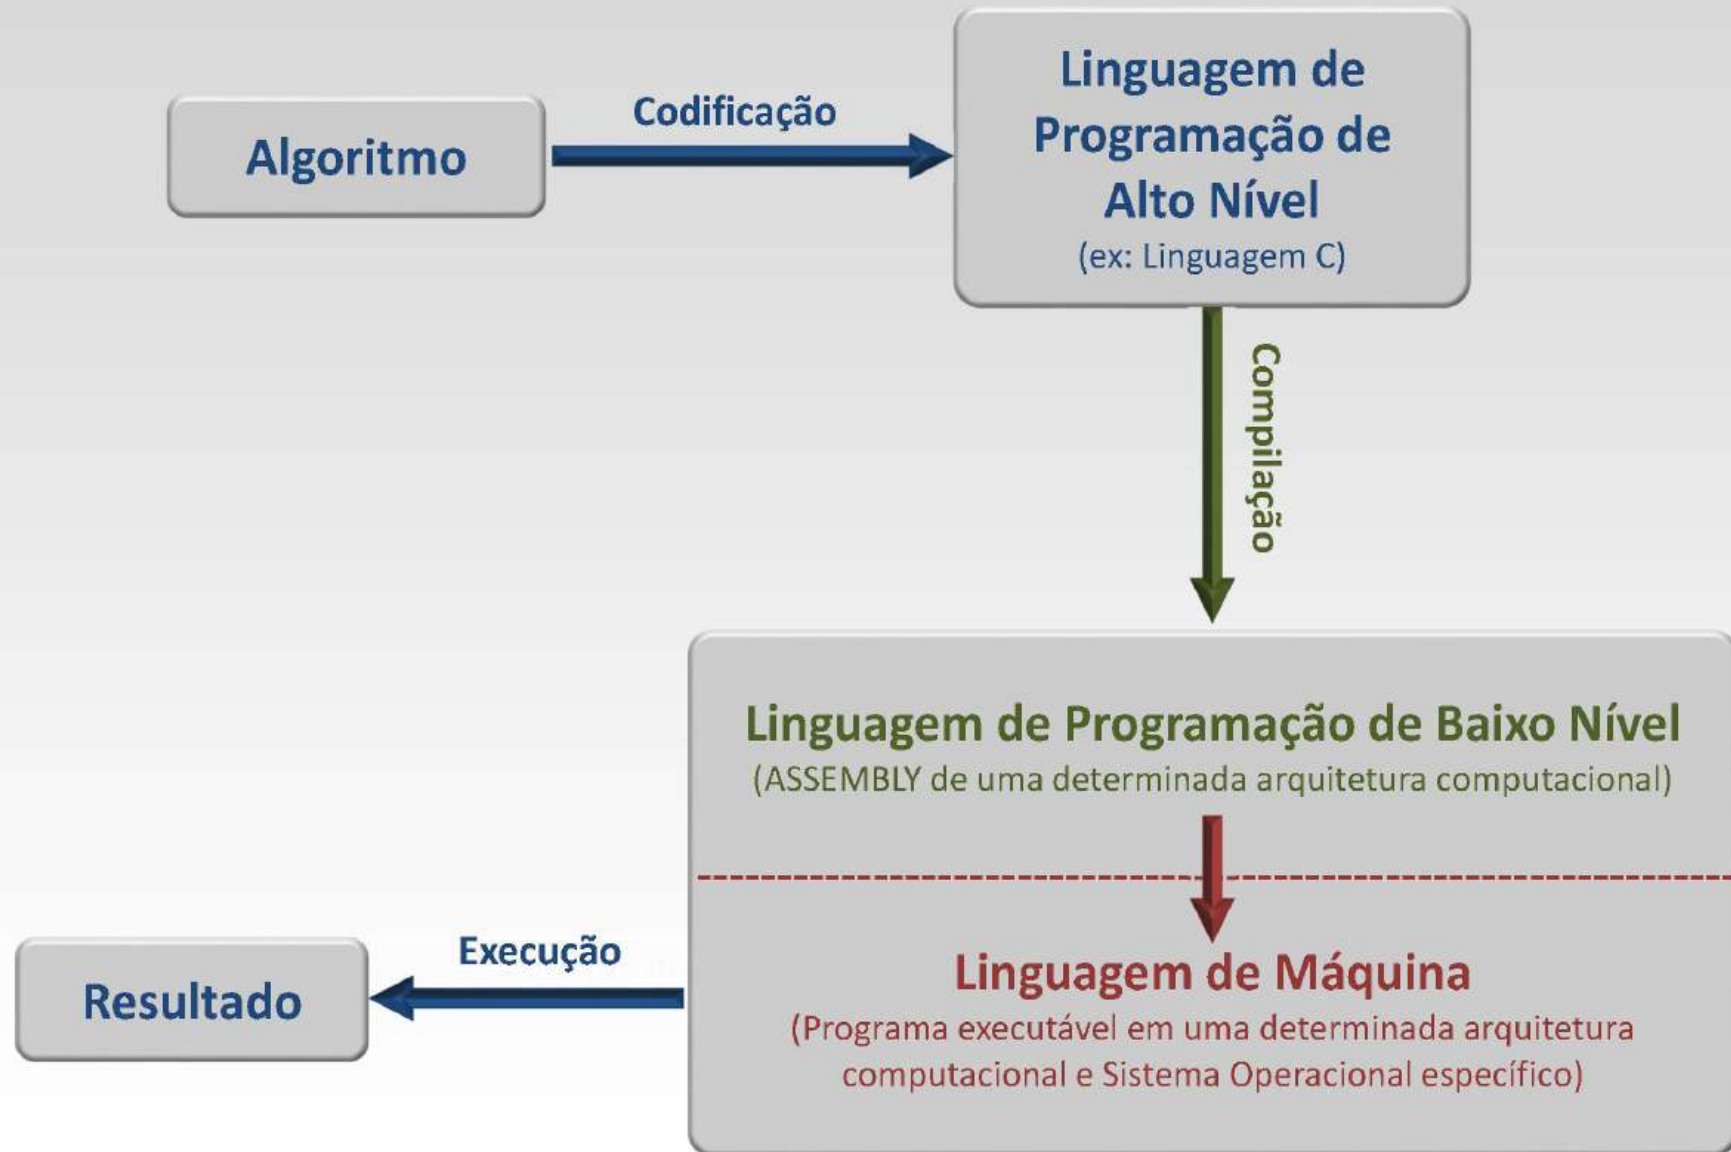 Algoritmo
Codificação
Linguagem de
Programação de
Alto Nível
(ex: Linguagem C)
Compilação
Linguagem de Programação de Baixo Nível
(ASSEMBLY de uma determinada arquitetura computacional)
Linguagem de Máquina
(Programa executável em uma determinada arquitetura
computacional e Sistema Operacional específico)
Execução
Resultado